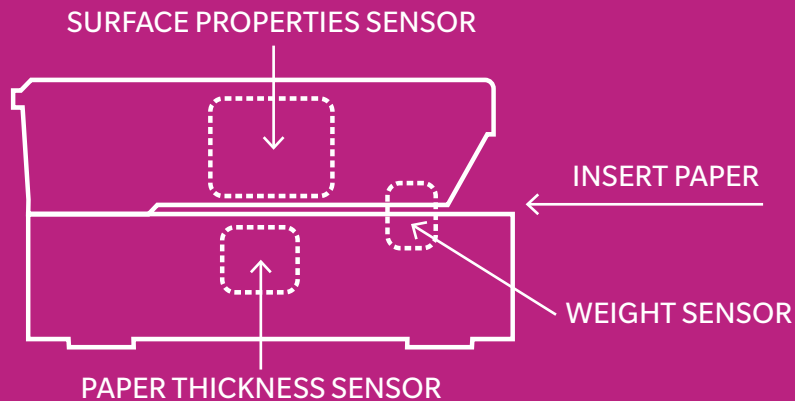 SURFACE PROPERTIES SENSOR
INSERT PAPER
WEIGHT SENSOR
PAPER THICKNESS SENSOR